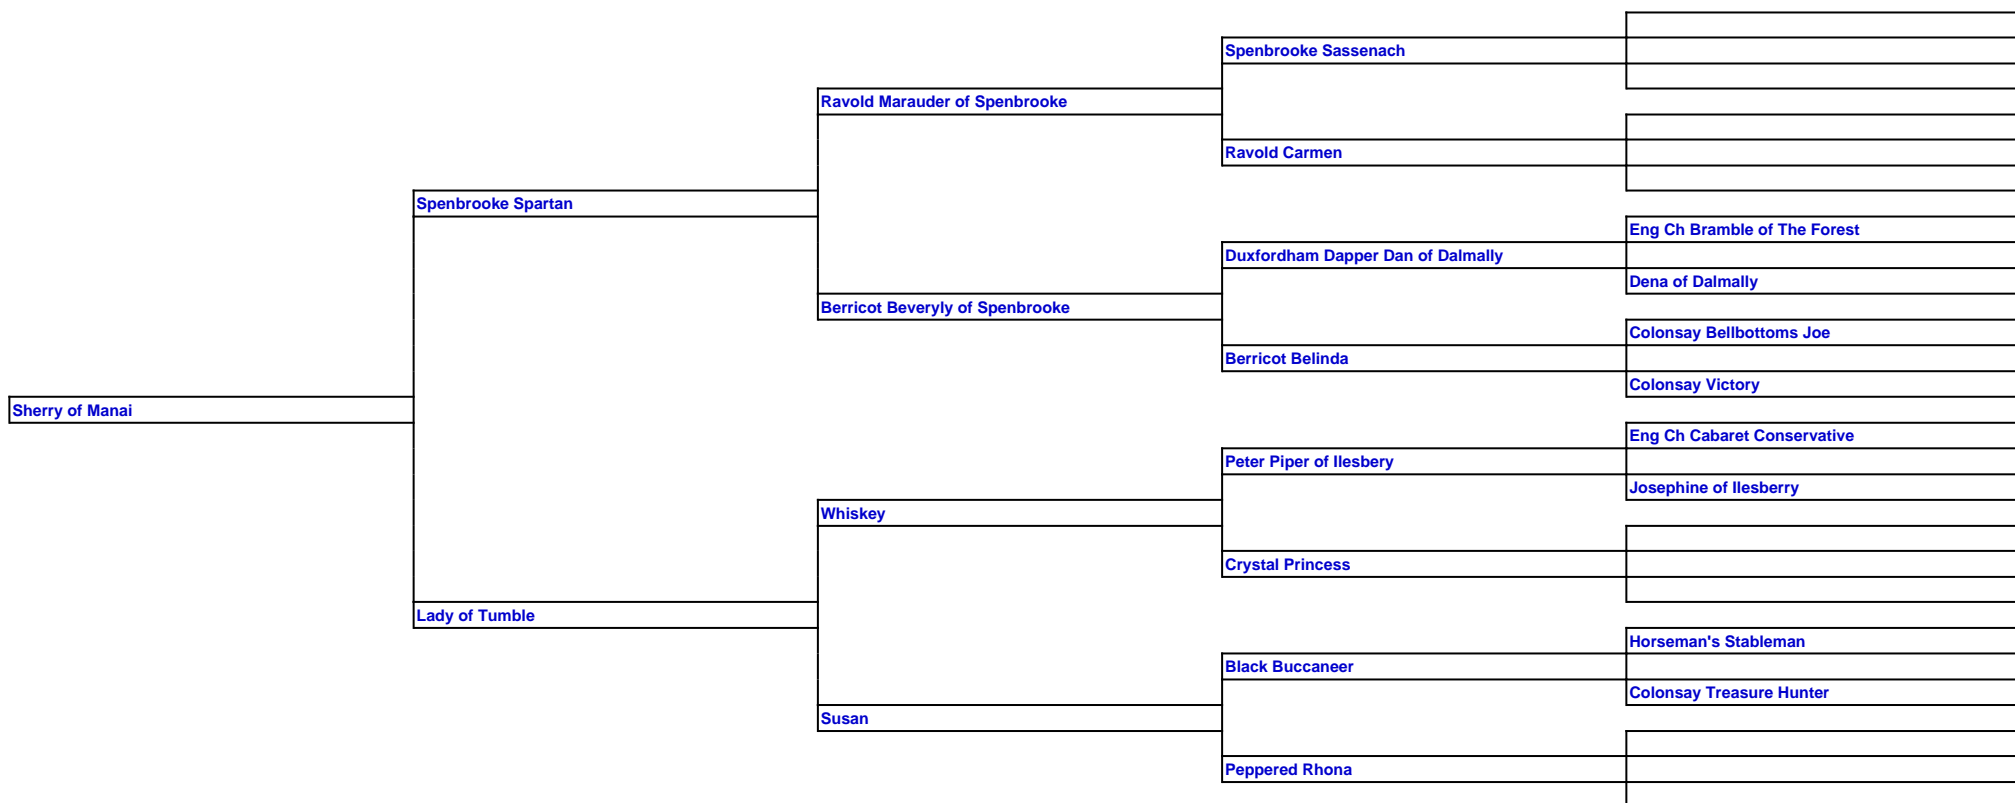 Spenbrooke Sassenach
Ravold Marauder of Spenbrooke
Ravold Carmen
Spenbrooke Spartan
Eng Ch Bramble of The Forest
Duxfordham Dapper Dan of Dalmally
Dena of Dalmally
Berricot Beveryly of Spenbrooke
Colonsay Bellbottoms Joe
Berricot Belinda
Colonsay Victory
Sherry of Manai
Eng Ch Cabaret Conservative
Peter Piper of Ilesbery
Josephine of Ilesberry
Whiskey
Crystal Princess
Lady of Tumble
Horseman's Stableman
Black Buccaneer
Colonsay Treasure Hunter
Susan
Peppered Rhona